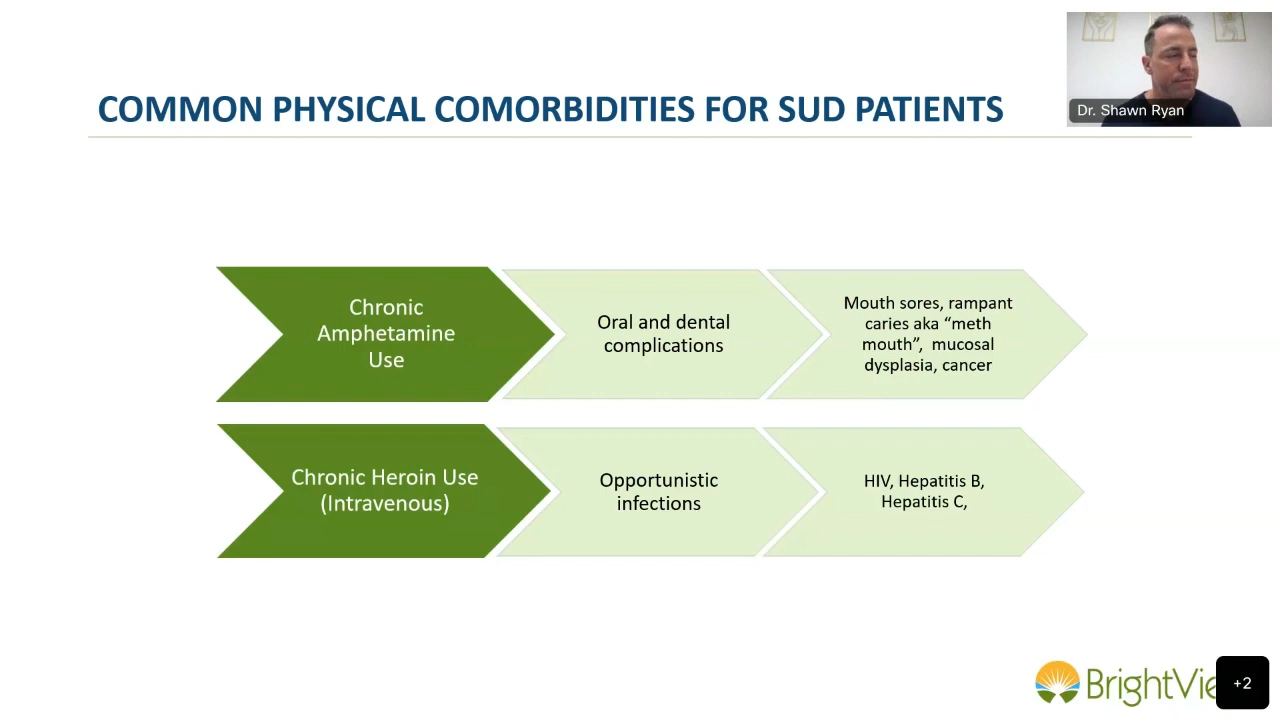 COMMON PHYSICAL COMORBIDITIES FOR SUD PATIENTS
Dr. Shawn Ryan
Chronic
Amphetamine
Use
Oral and dental
complications
Mouth sores, rampant
caries aka “meth
mouth”, mucosal
dysplasia, cancer
Chronic Heroin Use
(Intravenous)
Opportunistic
infections
HIV, Hepatitis B,
Hepatitis C,
BrightVie
+2